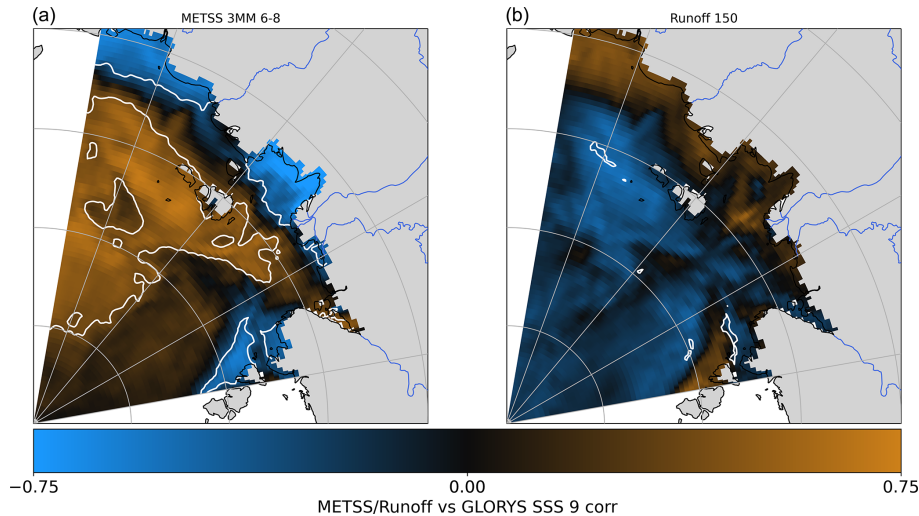 (a) METSS 3MM 6-8
(b) Runoff 150
−0.75 0.00 0.75
METSS/Runoff vs GLORYS SSS 9 corr